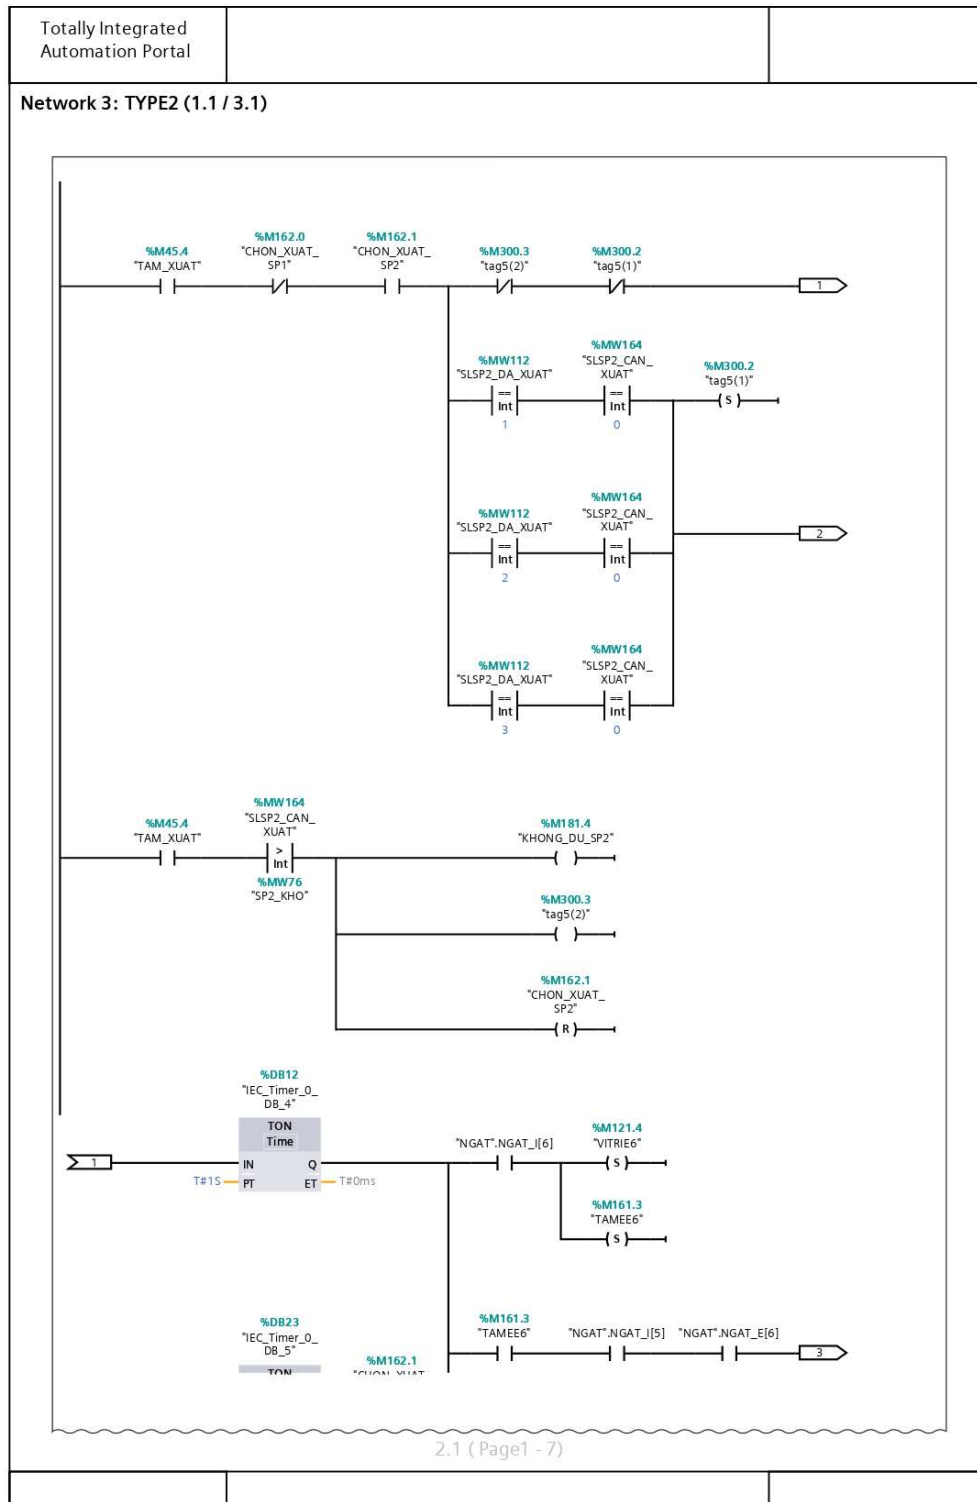 Totally Integrated
Automation Portal
Network 3: TYPE2 (1.1 / 3.1)
%M45.4
"TAM_XUAT"
%M162.0
"CHON_XUAT_
SP1"
%M162.1
"CHON_XUAT_
SP2"
%M300.3
"tag5(2)"
%M300.2
"tag5(1)"
1
%MW112
"SLSP2_DA_XUAT"
==
Int
1
%MW164
"SLSP2_CAN_
XUAT"
==
Int
0
%M300.2
"tag5(1)"
S
%MW112
"SLSP2_DA_XUAT"
==
Int
2
%MW164
"SLSP2_CAN_
XUAT"
==
Int
0
2
%MW112
"SLSP2_DA_XUAT"
==
Int
3
%MW164
"SLSP2_CAN_
XUAT"
==
Int
0
%M45.4
"TAM_XUAT"
%MW164
"SLSP2_CAN_
XUAT"
>
Int
%MW76
"SP2_KHO"
%M181.4
"KHONG_DU_SP2"
%M300.3
"tag5(2)"
%M162.1
"CHON_XUAT_
SP2"
R
1
%DB12
"IEC_Timer_0_
DB_4"
TON
Time
IN Q
T#1S PT ET T#0ms
"NGAT".NGAT_I[6]
%M121.4
"VITRIE6"
S
%M161.3
"TAMEE6"
S
%M161.3
"TAMEE6"
"NGAT".NGAT_I[5]
"NGAT".NGAT_E[6]
3
%DB23
"IEC_Timer_0_
DB_5"
TON
%M162.1
"CHON_XUAT_
2.1 ( Page1 - 7)